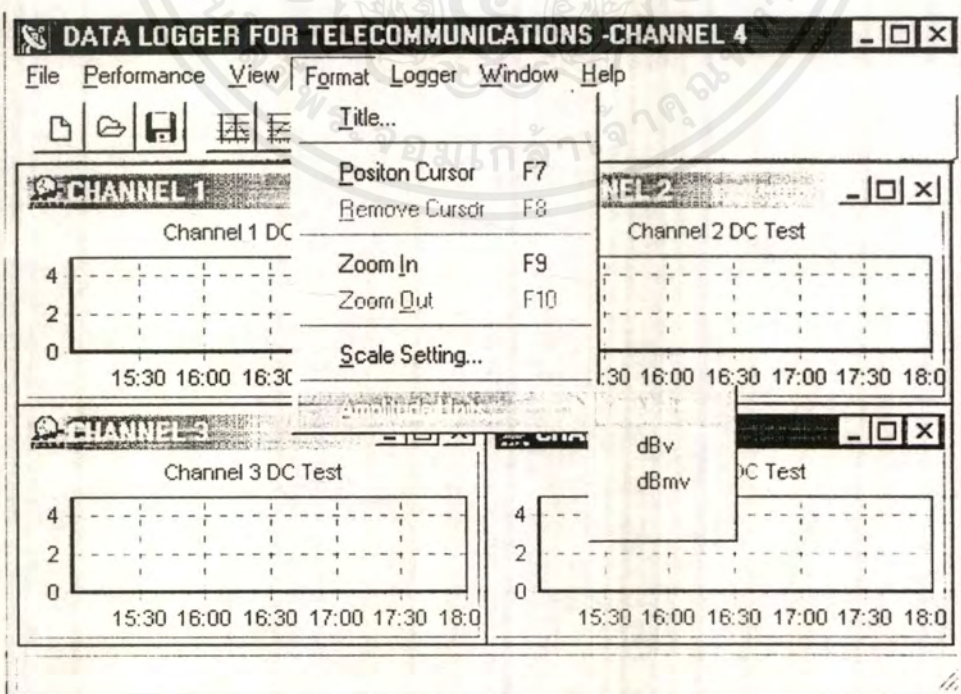 DATA LOGGER FOR TELECOMMUNICATIONS -CHANNEL 4
File Performance View Format Logger Window Help
Title...
Positon Cursor F7
Remove Cursor F8
Zoom In F9
Zoom Out F10
Scale Setting...
Amplitude Unit
dBv
dBmv
CHANNEL 1
Channel 1 DC
4
2
0
15:30 16:00 16:30
NEL 2
Channel 2 DC Test
:30 16:00 16:30 17:00 17:30 18:0
CHANNEL 3
Channel 3 DC Test
4
2
0
15:30 16:00 16:30 17:00 17:30 18:0
CHA
DC Test
4
2
0
15:30 16:00 16:30 17:00 17:30 18:0